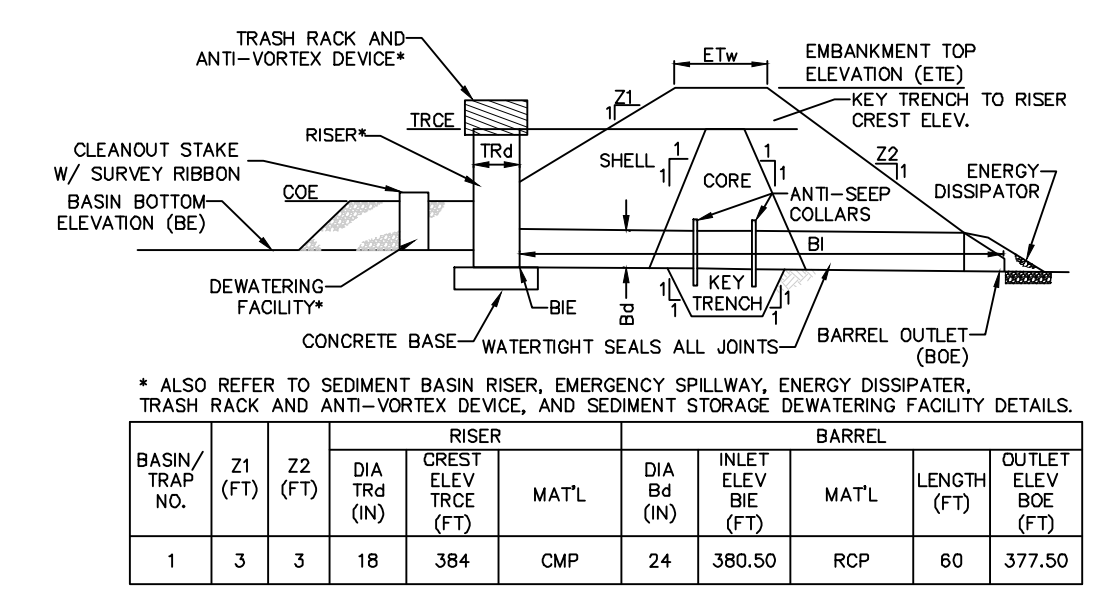 TRASH RACK AND
ANTI-VORTEX DEVICE*
ETw
EMBANKMENT TOP
ELEVATION (ETE)
Z1
1
KEY TRENCH TO RISER
CREST ELEV.
TRCE
RISER*
TRd
CLEANOUT STAKE
W/ SURVEY RIBBON
SHELL
1
1
1
1
Z2
1
CORE
ENERGY
DISSIPATOR
COE
BASIN BOTTOM
ELEVATION (BE)
ANTI-SEEP
COLLARS
Bl
DEWATERING
FACILITY*
BIE
Bd
1
1
KEY
TRENCH
1
1
CONCRETE BASE
WATERTIGHT SEALS ALL JOINTS
BARREL OUTLET
(BOE)
* ALSO REFER TO SEDIMENT BASIN RISER, EMERGENCY SPILLWAY, ENERGY DISSIPATER,
TRASH RACK AND ANTI-VORTEX DEVICE, AND SEDIMENT STORAGE DEWATERING FACILITY DETAILS.
RISER BARREL
BASIN/
TRAP
NO.
Z1
(FT)
Z2
(FT)
DIA
TRd
(IN)
CREST
ELEV
TRCE
(FT)
MAT'L
DIA
Bd
(IN)
INLET
ELEV
BIE
(FT)
MAT'L
LENGTH
(FT)
OUTLET
ELEV
BOE
(FT)
1 3 3 18 384 CMP 24 380.50 RCP 60 377.50